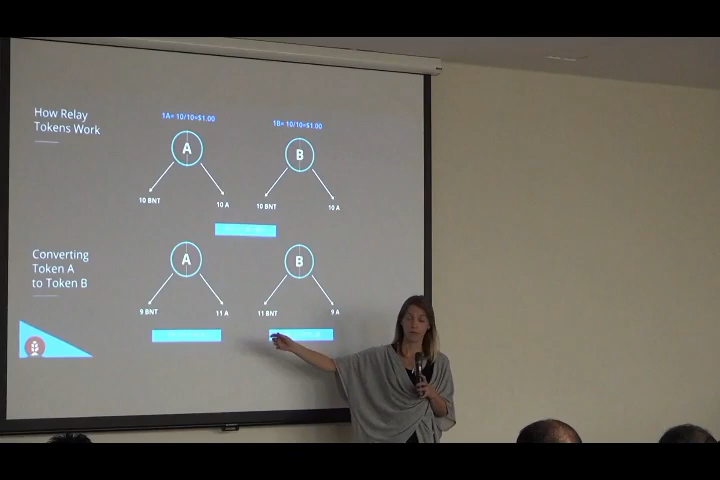 How Relay
Tokens Work
1A= 10/10=$1.00
1B= 10/10=$1.00
A
B
10 BNT
10 A
10 BNT
10 A
Converting
Token A
to Token B
A
B
9 BNT
11 A
11 BNT
9 A